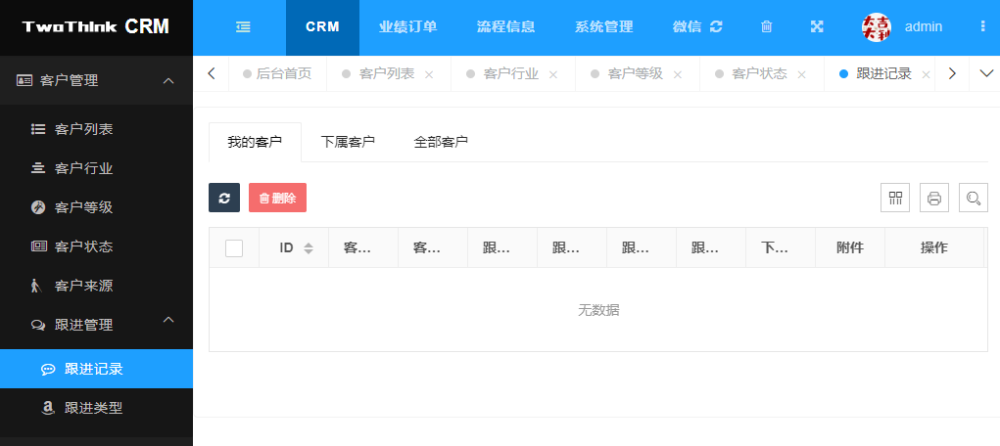 TwoThink CRM
CRM 业绩订单 流程信息 系统管理 微信 admin
客户管理
客户列表
客户行业
客户等级
客户状态
客户来源
跟进管理
跟进记录
跟进类型
后台首页 客户列表 客户行业 客户等级 客户状态 跟进记录
我的客户 下属客户 全部客户
删除
ID 客... 客... 跟... 跟... 跟... 跟... 下... 附件 操作
无数据